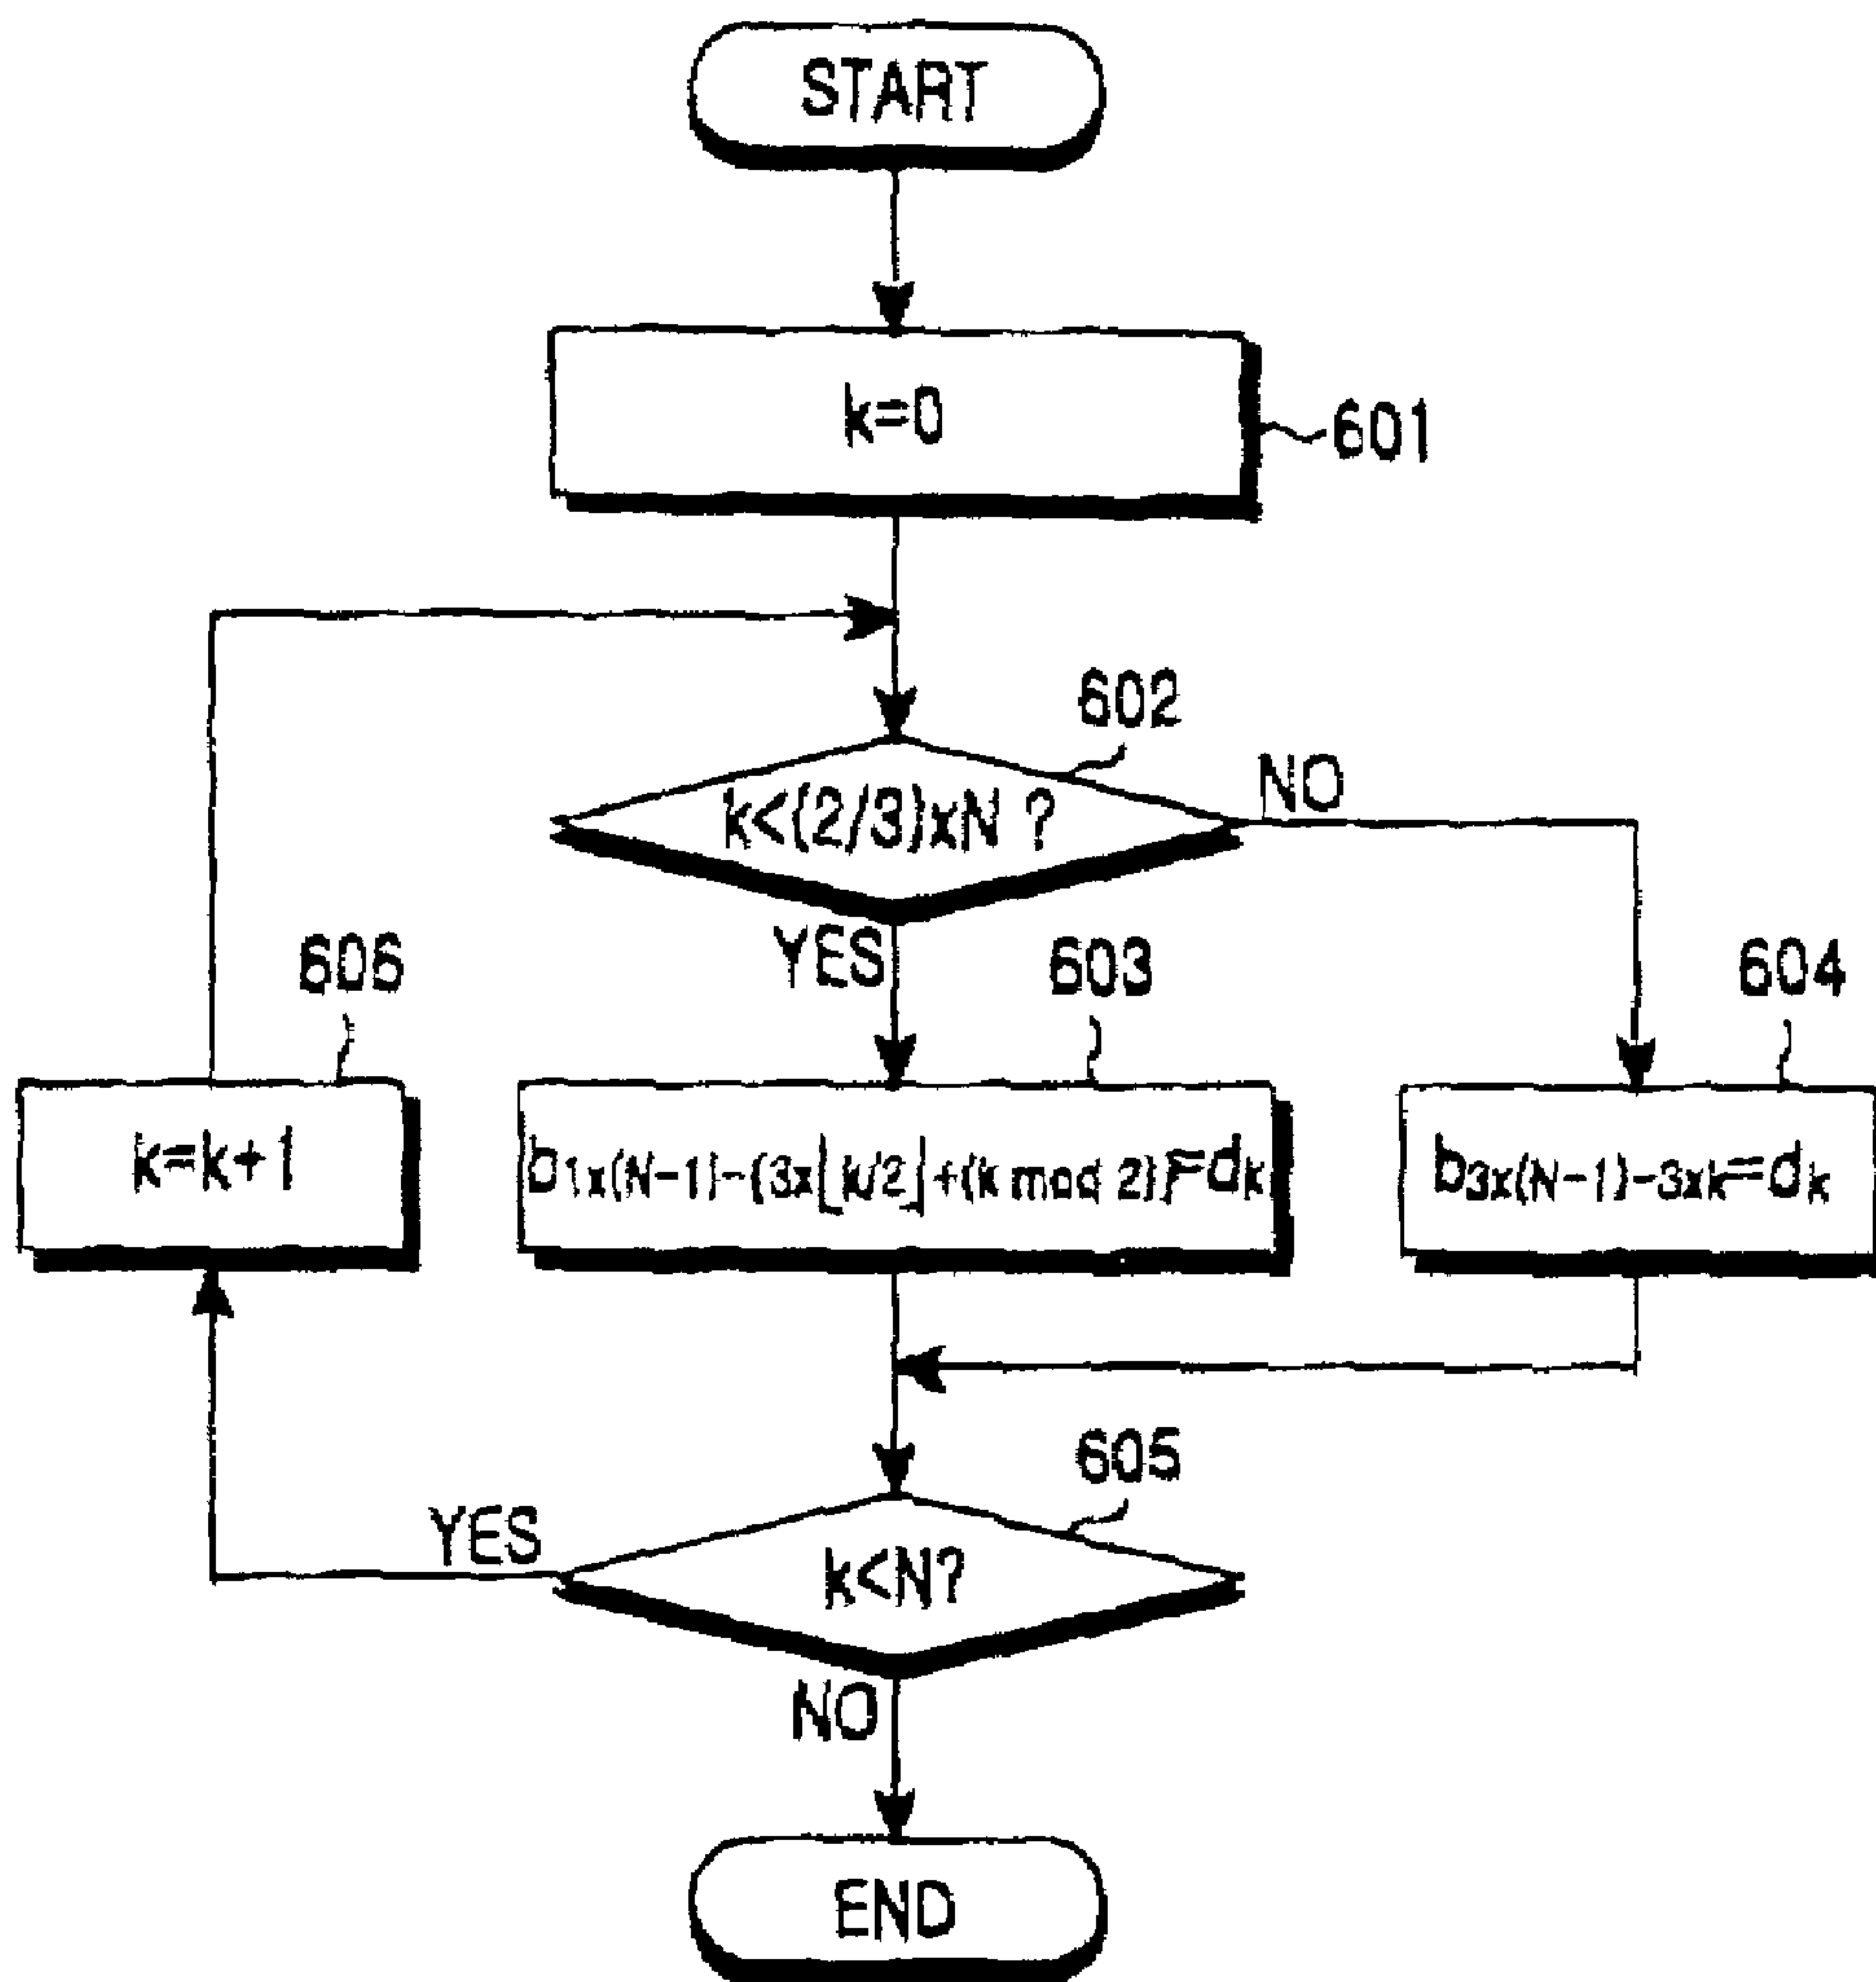 START
k=0
601
602
k<(2/3)xN ?
NO
YES
606
603
604
k=k+1
b1x(N-1)-(3x⌊k/2⌋+(k mod 2))=dk
b3x(N-1)-3xk=dk
605
YES
k<N?
NO
END